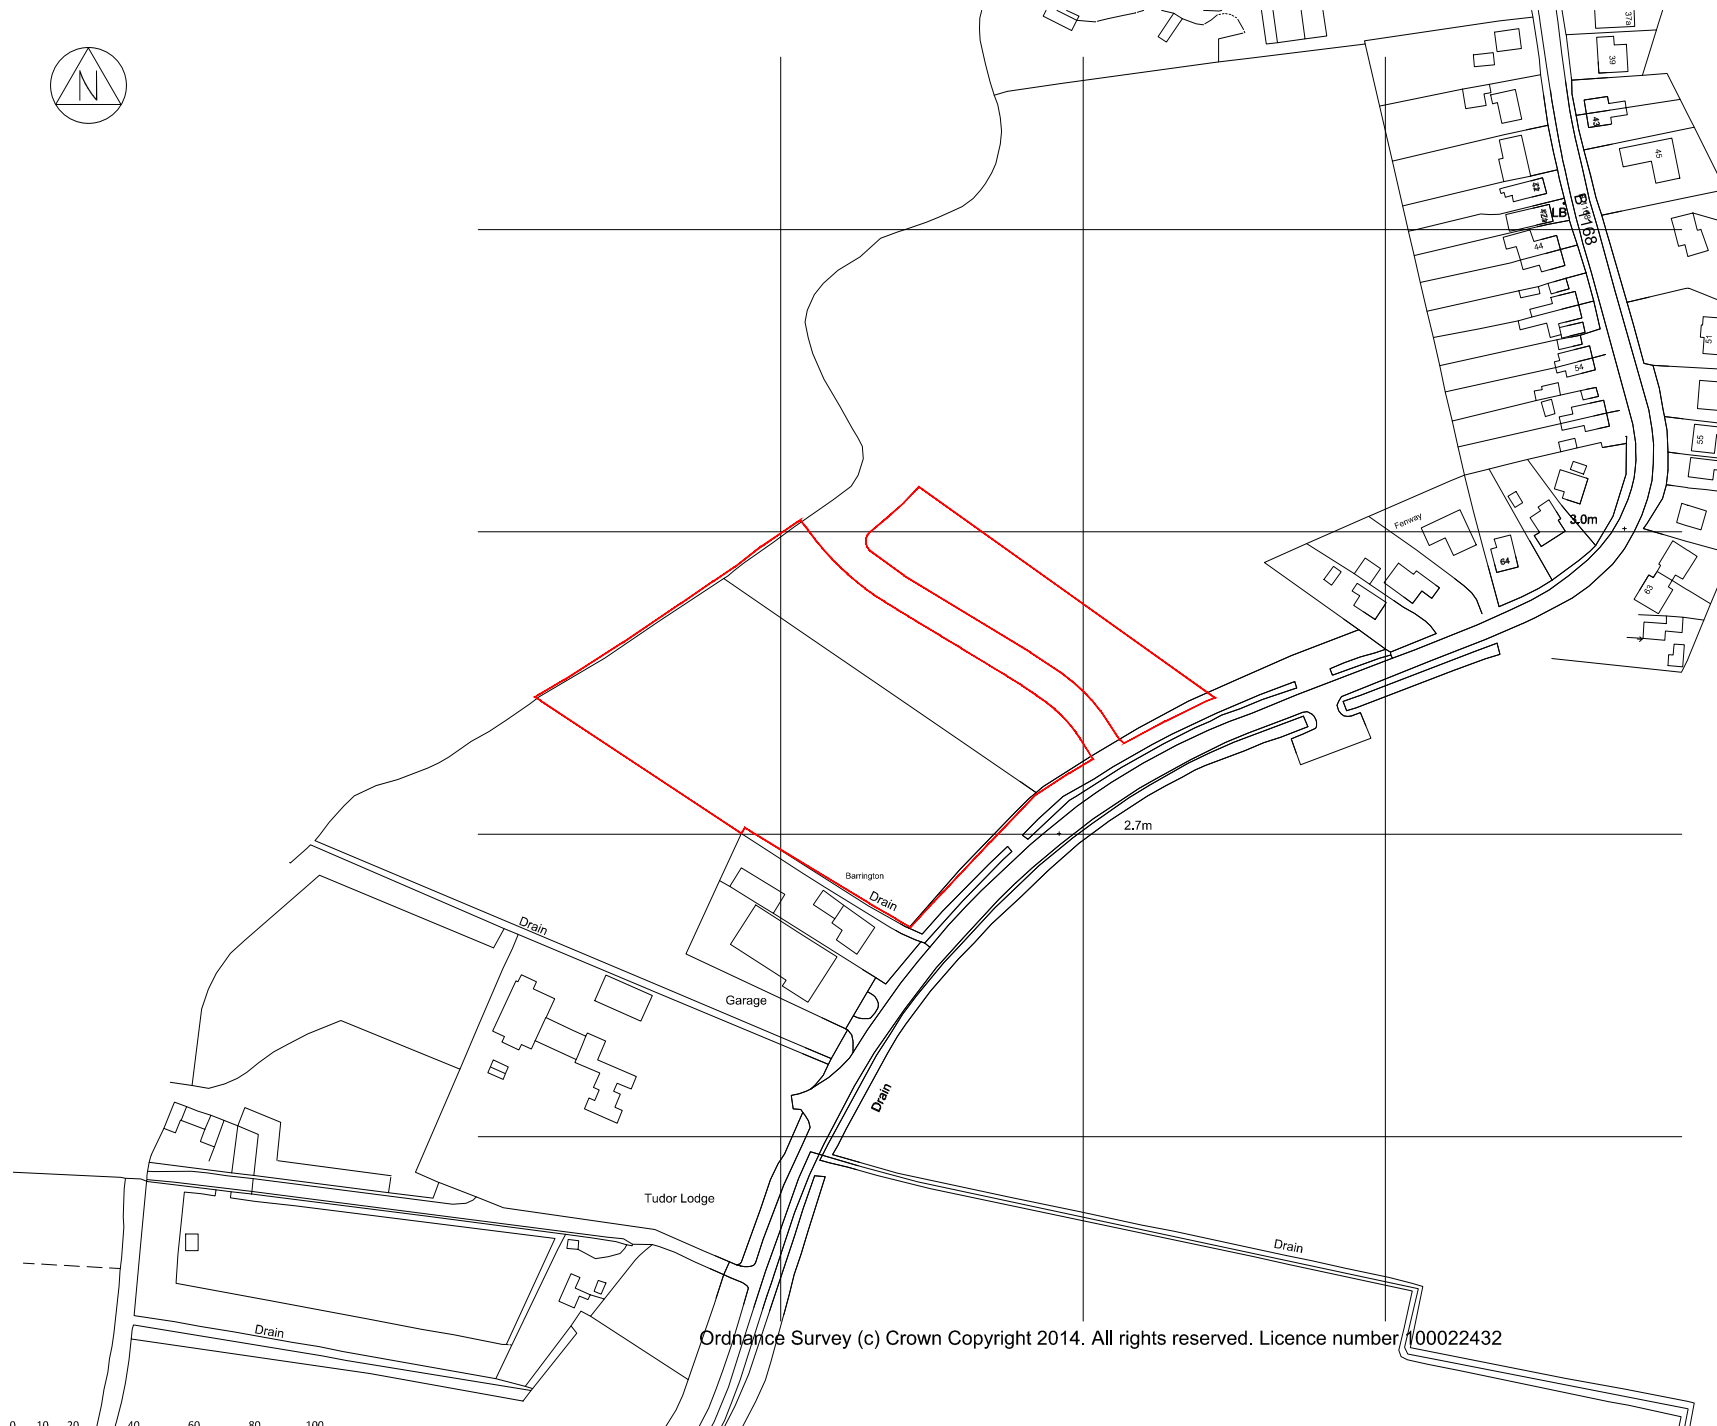 N
37a
39
43
45
42
LB
B 1168
44
51
54
55
Fenway
3.0m
64
63
2.7m
Barrington
Drain
Drain
Garage
Drain
Tudor Lodge
Drain
Drain
Ordnance Survey (c) Crown Copyright 2014. All rights reserved. Licence number 100022432
0 10 20 40 60 80 100